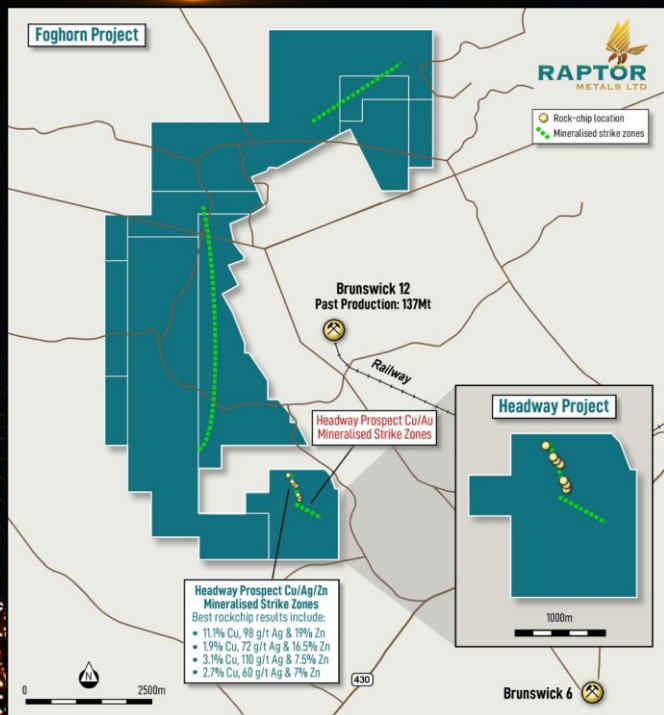 Foghorn Project
RAPTOR
METALS LTD
Rock-chip location
Mineralised strike zones
Brunswick 12
Past Production: 137Mt
Railway
Headway Prospect Cu/Au
Mineralised Strike Zones
Headway Project
1000m
Headway Prospect Cu/Ag/Zn
Mineralised Strike Zones
Best rockchip results include:
• 11.1% Cu, 98 g/t Ag & 19% Zn
• 1.9% Cu, 72 g/t Ag & 16.5% Zn
• 3.1% Cu, 110 g/t Ag & 7.5% Zn
• 2.7% Cu, 60 g/t Ag & 7% Zn
N
0 2500m
430
Brunswick 6